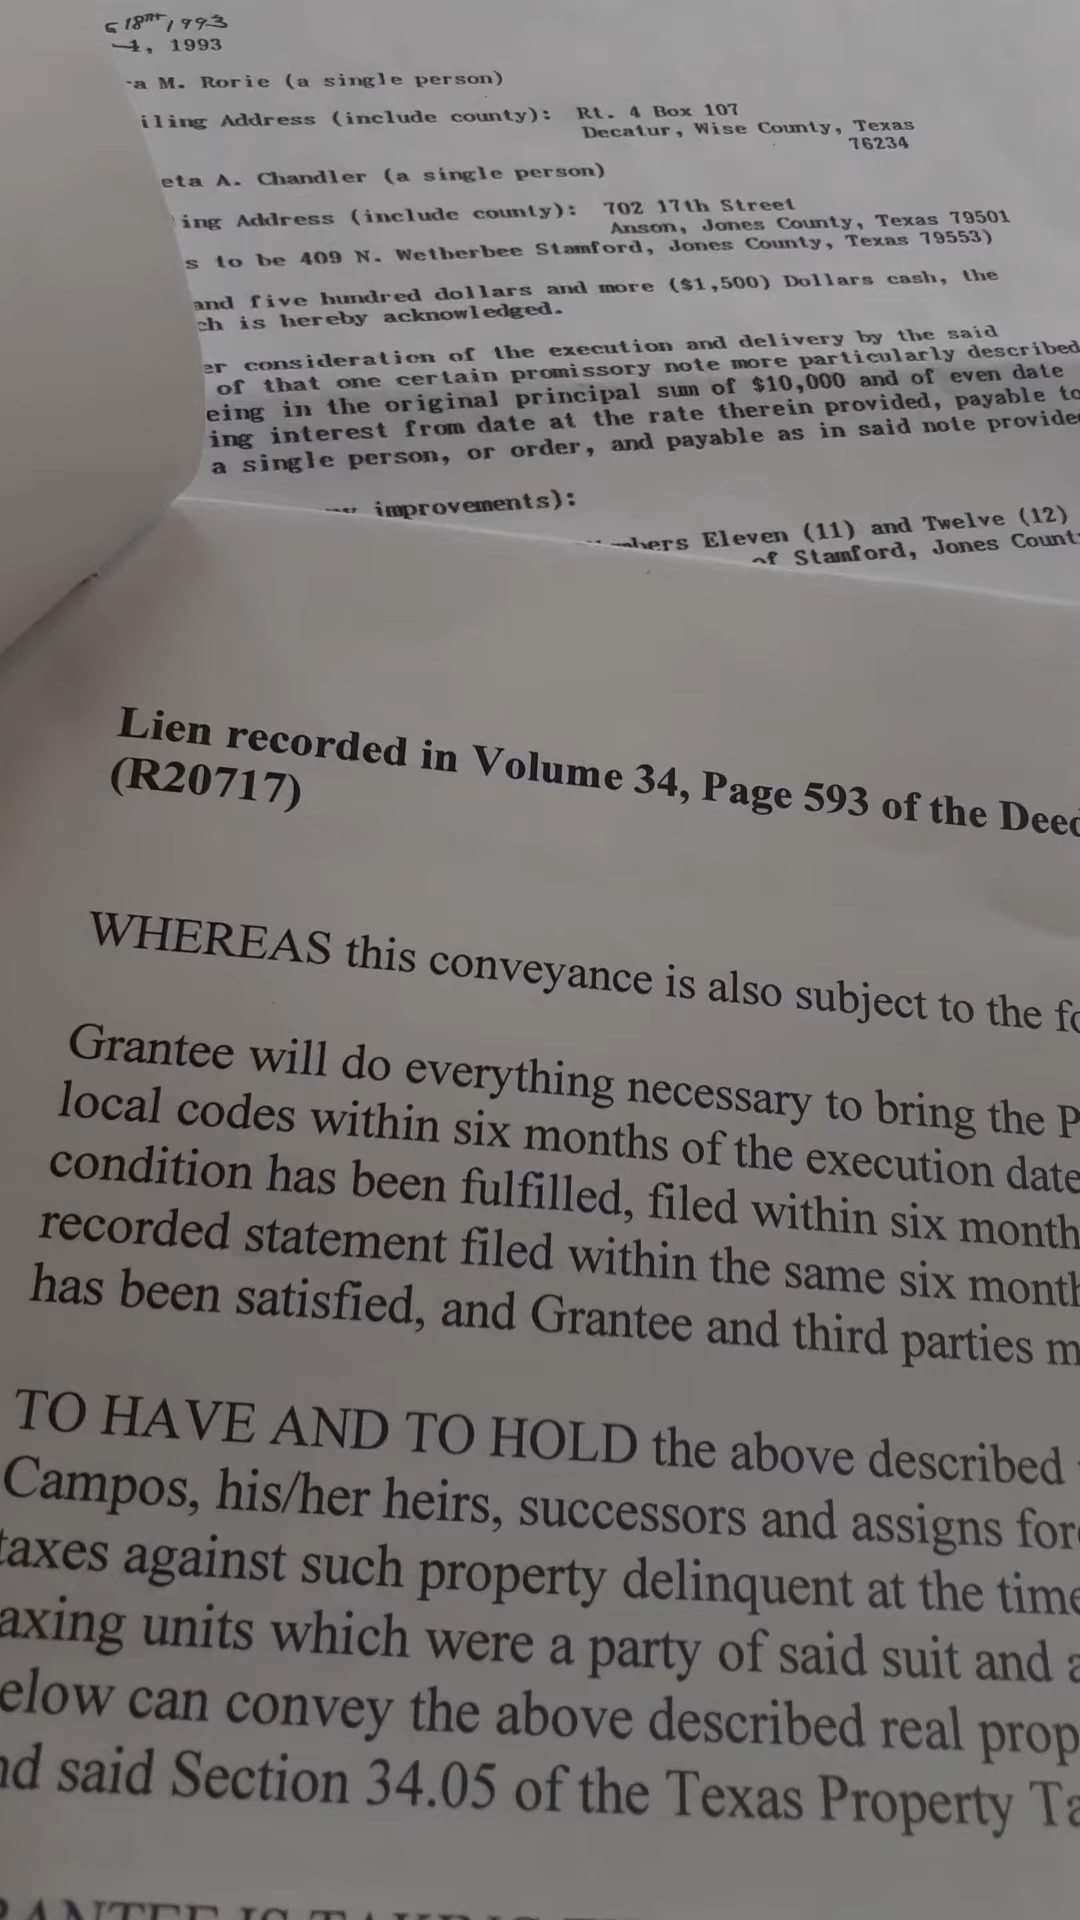 18TH, 1993
1, 1993
a M. Rorie (a single person)
iling Address (include county): Rt. 4 Box 107
Decatur, Wise County, Texas
76234
eta A. Chandler (a single person)
ing Address (include county): 702 17th Street
Anson, Jones County, Texas 79501
s to be 409 N. Wetherbee Stamford, Jones County, Texas 79553)
and five hundred dollars and more ($1,500) Dollars cash, the
ch is hereby acknowledged.
er consideration of the execution and delivery by the said
of that one certain promissory note more particularly described
eing in the original principal sum of $10,000 and of even date
ing interest from date at the rate therein provided, payable to
a single person, or order, and payable as in said note provide
improvements):
mbers Eleven (11) and Twelve (12)
of Stamford, Jones Count
Lien recorded in Volume 34, Page 593 of the Deed
(R20717)
WHEREAS this conveyance is also subject to the fo
Grantee will do everything necessary to bring the P
local codes within six months of the execution date
condition has been fulfilled, filed within six month
recorded statement filed within the same six month
has been satisfied, and Grantee and third parties m
TO HAVE AND TO HOLD the above described
Campos, his/her heirs, successors and assigns for
taxes against such property delinquent at the time
axing units which were a party of said suit and a
elow can convey the above described real prop
nd said Section 34.05 of the Texas Property Ta